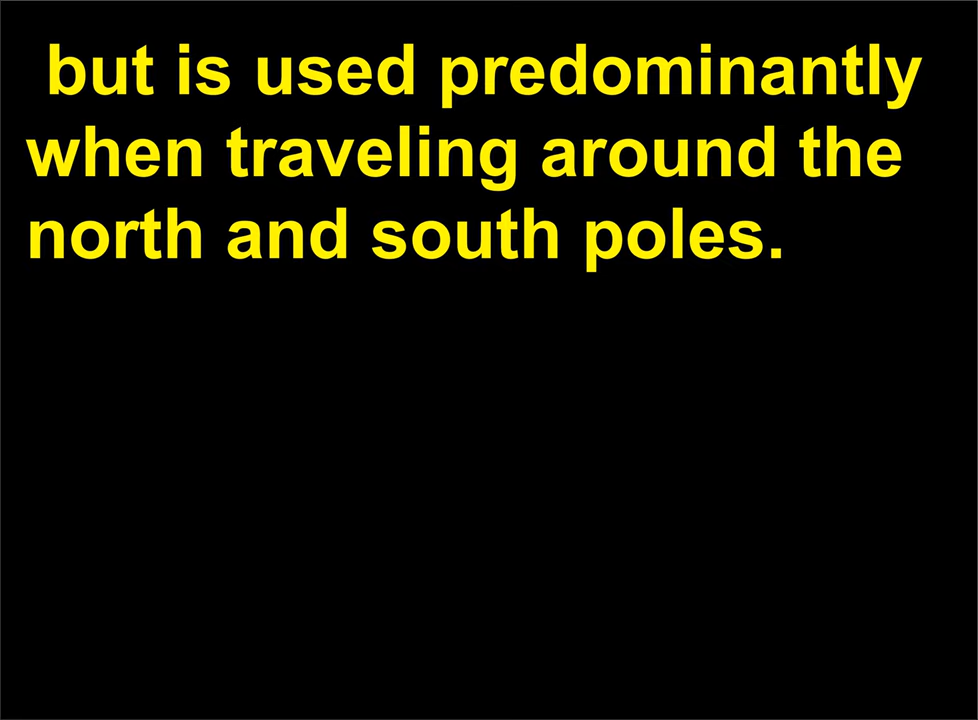 but is used predominantly
when traveling around the
north and south poles.